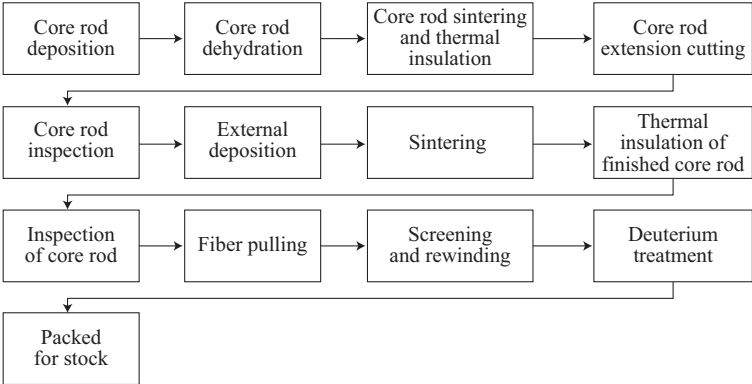 Core rod
deposition
Core rod
dehydration
Core rod sintering
and thermal
insulation
Core rod
extension cutting
Core rod
inspection
External
deposition
Sintering
Thermal
insulation of
finished core rod
Inspection
of core rod
Fiber pulling
Screening
and rewinding
Deuterium
treatment
Packed
for stock